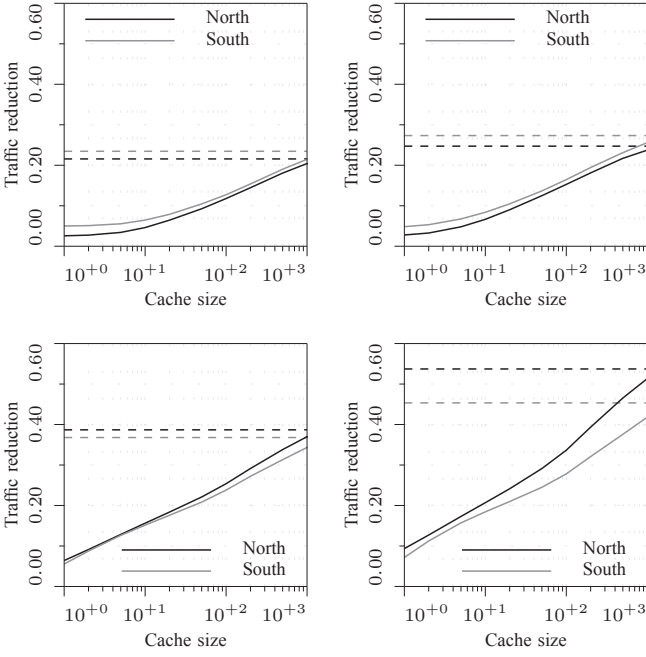 North
South
Traffic reduction
0.00 0.20 0.40 0.60
10+0 10+1 10+2 10+3
Cache size
North
South
Traffic reduction
0.00 0.20 0.40 0.60
10+0 10+1 10+2 10+3
Cache size
Traffic reduction
0.00 0.20 0.40 0.60
North
South
10+0 10+1 10+2 10+3
Cache size
Traffic reduction
0.00 0.20 0.40 0.60
North
South
10+0 10+1 10+2 10+3
Cache size